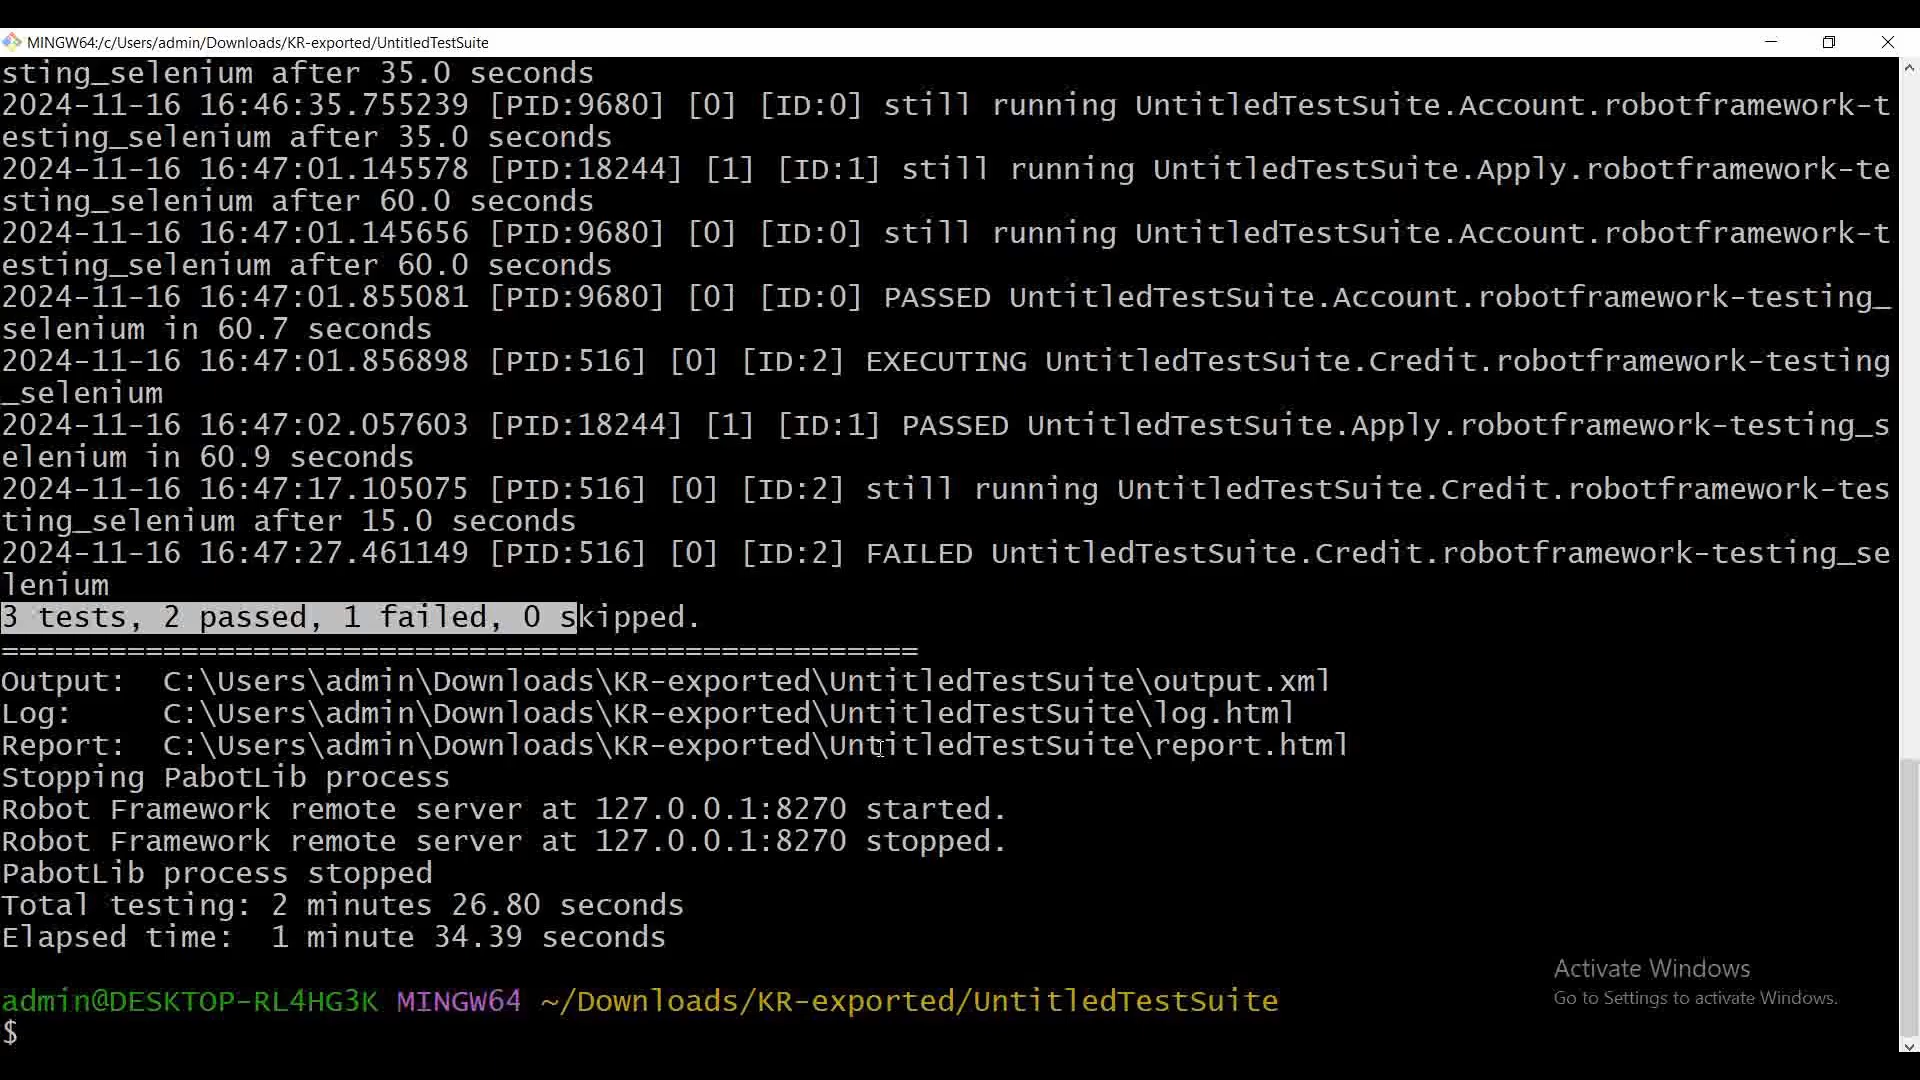 MINGW64:/c/Users/admin/Downloads/KR-exported/UntitledTestSuite
sting_selenium after 35.0 seconds
2024-11-16 16:46:35.755239 [PID:9680] [0] [ID:0] still running UntitledTestSuite.Account.robotframework-t
esting_selenium after 35.0 seconds
2024-11-16 16:47:01.145578 [PID:18244] [1] [ID:1] still running UntitledTestSuite.Apply.robotframework-te
sting_selenium after 60.0 seconds
2024-11-16 16:47:01.145656 [PID:9680] [0] [ID:0] still running UntitledTestSuite.Account.robotframework-t
esting_selenium after 60.0 seconds
2024-11-16 16:47:01.855081 [PID:9680] [0] [ID:0] PASSED UntitledTestSuite.Account.robotframework-testing_
selenium in 60.7 seconds
2024-11-16 16:47:01.856898 [PID:516] [0] [ID:2] EXECUTING UntitledTestSuite.Credit.robotframework-testing
_selenium
2024-11-16 16:47:02.057603 [PID:18244] [1] [ID:1] PASSED UntitledTestSuite.Apply.robotframework-testing_s
elenium in 60.9 seconds
2024-11-16 16:47:17.105075 [PID:516] [0] [ID:2] still running UntitledTestSuite.Credit.robotframework-tes
ting_selenium after 15.0 seconds
2024-11-16 16:47:27.461149 [PID:516] [0] [ID:2] FAILED UntitledTestSuite.Credit.robotframework-testing_se
lenium
3 tests, 2 passed, 1 failed, 0 skipped.
===================================================
Output:  C:\Users\admin\Downloads\KR-exported\UntitledTestSuite\output.xml
Log:     C:\Users\admin\Downloads\KR-exported\UntitledTestSuite\log.html
Report:  C:\Users\admin\Downloads\KR-exported\UntitledTestSuite\report.html
Stopping PabotLib process
Robot Framework remote server at 127.0.0.1:8270 started.
Robot Framework remote server at 127.0.0.1:8270 stopped.
PabotLib process stopped
Total testing: 2 minutes 26.80 seconds
Elapsed time:  1 minute 34.39 seconds
admin@DESKTOP-RL4HG3K MINGW64 ~/Downloads/KR-exported/UntitledTestSuite
$
Activate Windows
Go to Settings to activate Windows.